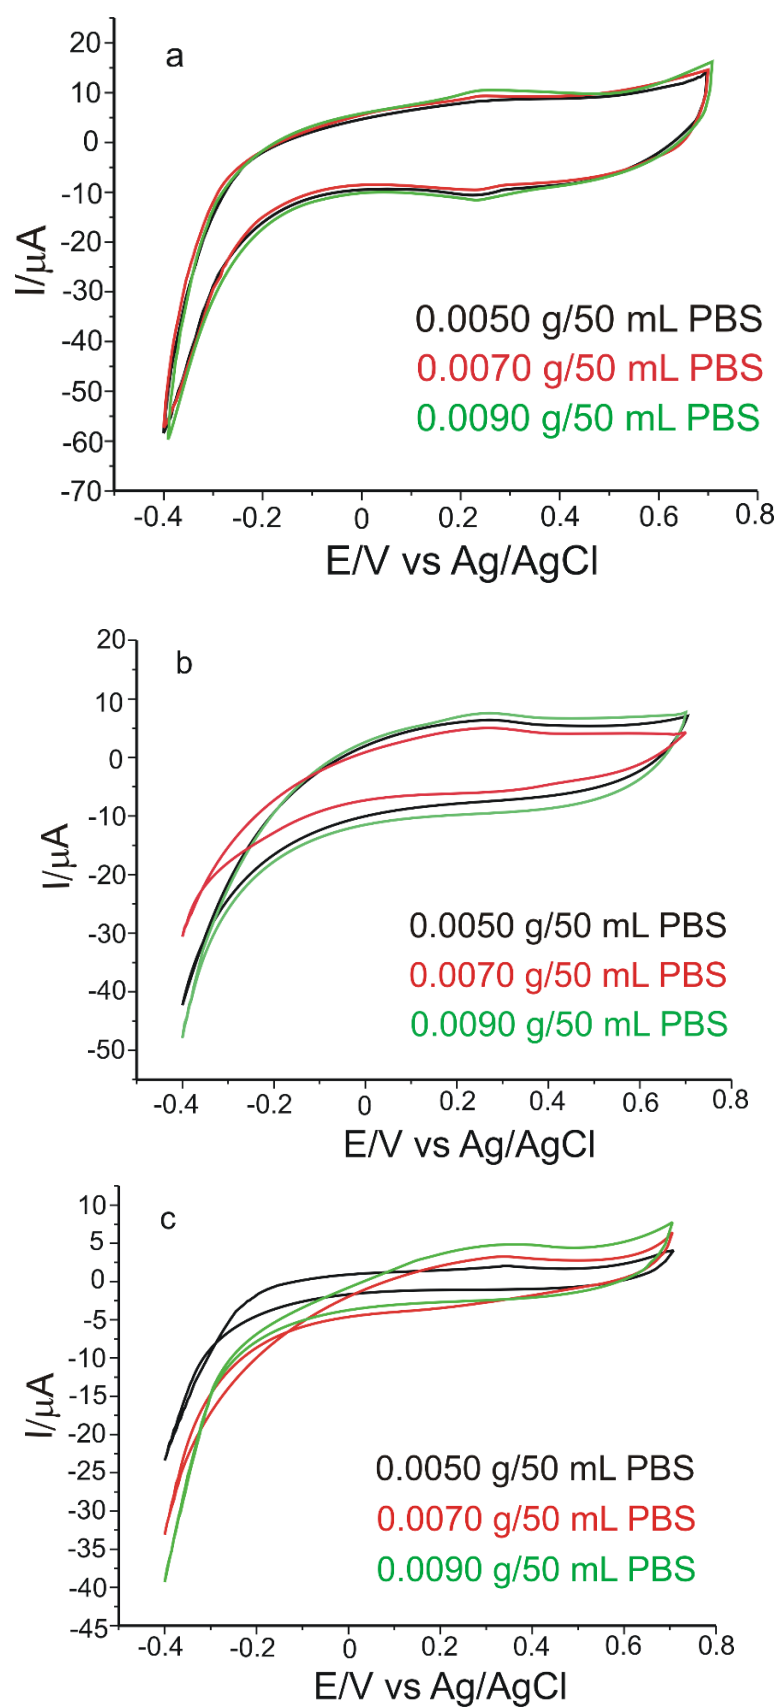 a
20
10
0
-10
-20
-30
-40
-50
-60
-70
I/µA
0.0050 g/50 mL PBS
0.0070 g/50 mL PBS
0.0090 g/50 mL PBS
-0.4 -0.2 0 0.2 0.4 0.6 0.8
E/V vs Ag/AgCl
b
20
10
0
-10
-20
-30
-40
-50
I/µA
0.0050 g/50 mL PBS
0.0070 g/50 mL PBS
0.0090 g/50 mL PBS
-0.4 -0.2 0 0.2 0.4 0.6 0.8
E/V vs Ag/AgCl
c
10
5
0
-5
-10
-15
-20
-25
-30
-35
-40
-45
I/µA
0.0050 g/50 mL PBS
0.0070 g/50 mL PBS
0.0090 g/50 mL PBS
-0.4 -0.2 0 0.2 0.4 0.6 0.8
E/V vs Ag/AgCl